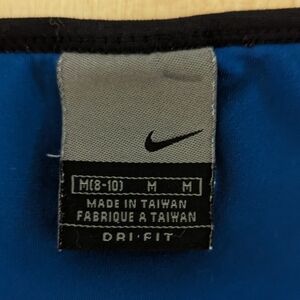 M(8-10) M M
MADE IN TAIWAN
FABRIQUE A TAIWAN
DRI·FIT